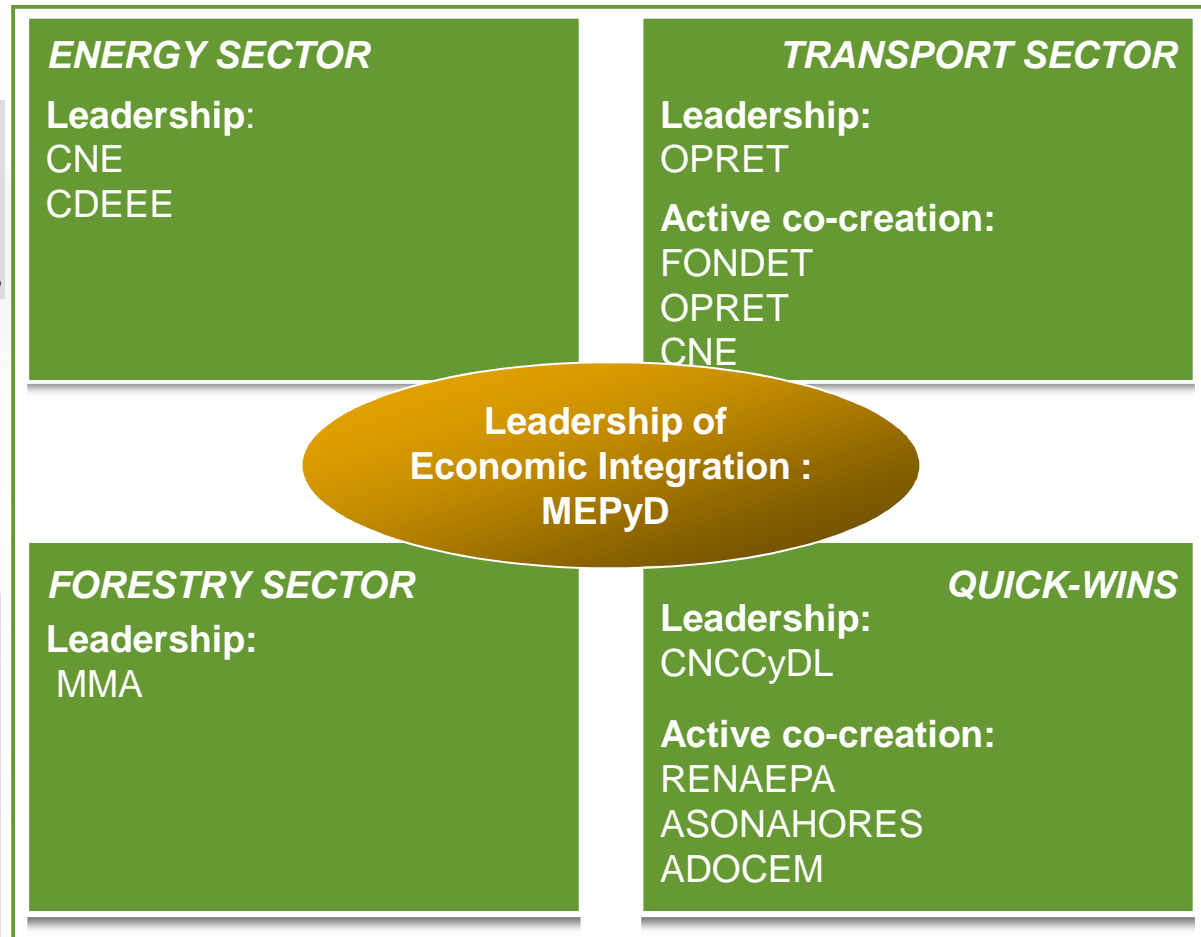 ENERGY SECTOR
Leadership:
CNE
CDEEE
TRANSPORT SECTOR
Leadership:
OPRET
Active co-creation:
FONDET
OPRET
CNE
Leadership of
Economic Integration :
MEPyD
FORESTRY SECTOR
Leadership:
MMA
QUICK-WINS
Leadership:
CNCCyDL
Active co-creation:
RENAEPA
ASONAHORES
ADOCEM